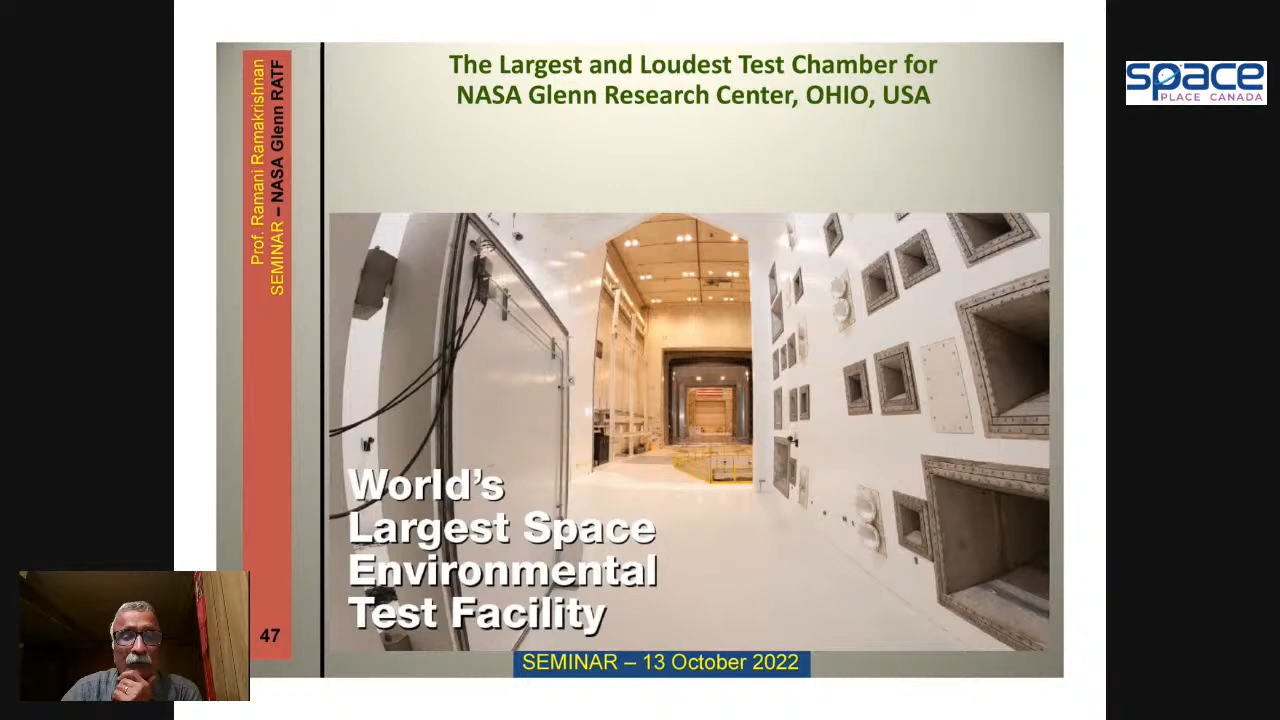 The Largest and Loudest Test Chamber for
NASA Glenn Research Center, OHIO, USA
Prof. Ramani Ramakrishnan
SEMINAR – NASA Glenn RATF
space
PLACE CANADA
World's
Largest Space
Environmental
Test Facility
47
SEMINAR – 13 October 2022